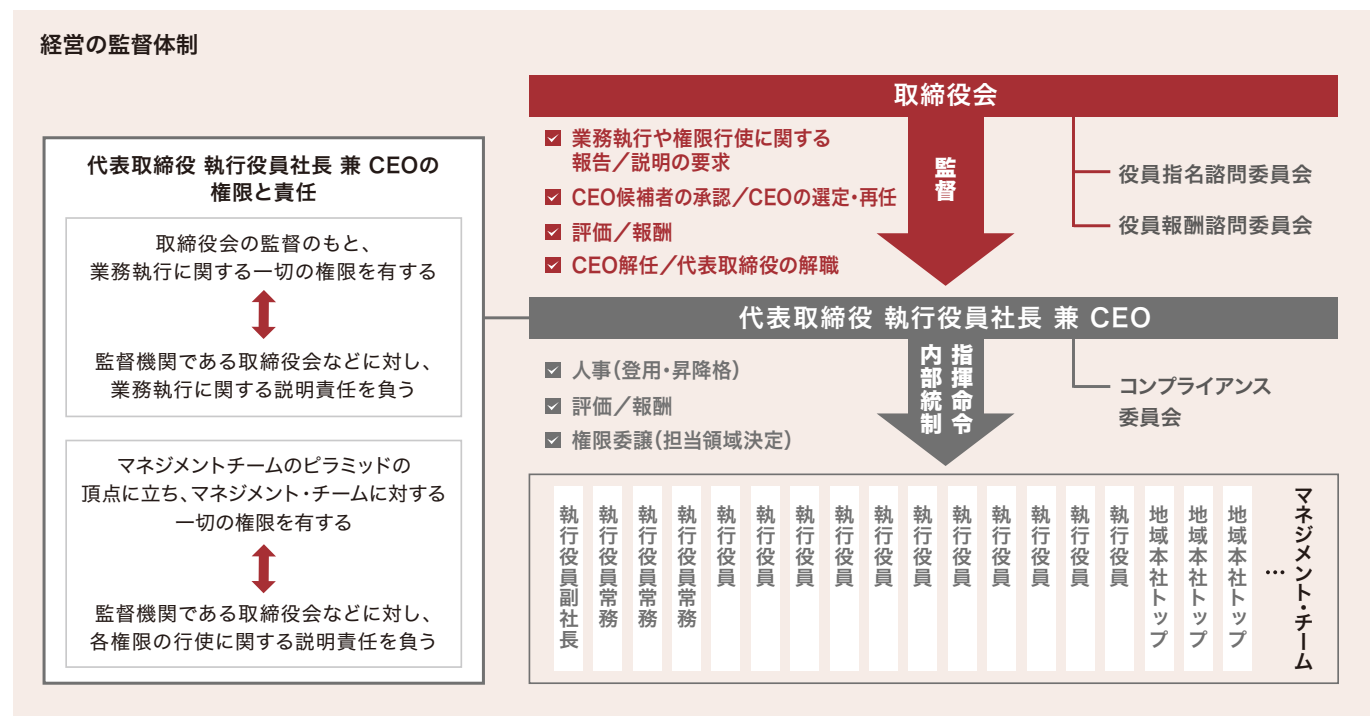 経営の監督体制
代表取締役 執行役員社長 兼 CEOの
権限と責任
取締役会の監督のもと、
業務執行に関する一切の権限を有する
監督機関である取締役会などに対し、
業務執行に関する説明責任を負う
マネジメントチームのピラミッドの
頂点に立ち、マネジメント・チームに対する
一切の権限を有する
監督機関である取締役会などに対し、
各権限の行使に関する説明責任を負う
取締役会
業務執行や権限行使に関する
報告／説明の要求
CEO候補者の承認／CEOの選定・再任
評価／報酬
CEO解任／代表取締役の解職
監督
役員指名諮問委員会
役員報酬諮問委員会
代表取締役 執行役員社長 兼 CEO
人事(登用・昇降格)
評価／報酬
権限委譲(担当領域決定)
指揮命令
内部統制
コンプライアンス
委員会
執行役員副社長
執行役員常務
執行役員常務
執行役員常務
執行役員
執行役員
執行役員
執行役員
執行役員
執行役員
執行役員
執行役員
執行役員
執行役員
執行役員
地域本社トップ
地域本社トップ
地域本社トップ
…
マネジメント・チーム